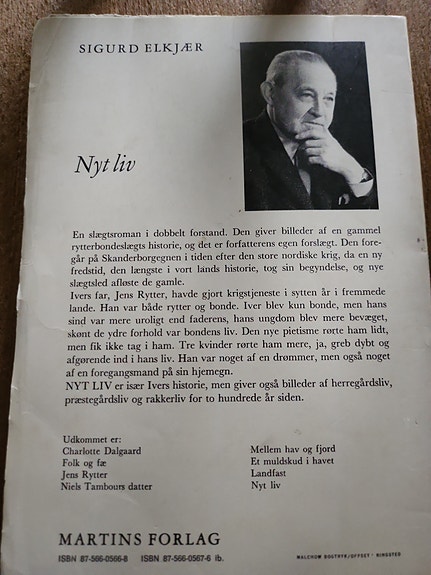 SIGURD ELKJÆR
Nyt liv
En slægtsroman i dobbelt forstand. Den giver billeder af en gammel
rytterbondeslægts historie, og det er forfatterens egen forslægt. Den fore-
går på Skanderborgegnen i tiden efter den store nordiske krig, da en ny
fredstid, den længste i vort lands historie, tog sin begyndelse, og nye
slægtsled afløste de gamle.
Ivers far, Jens Rytter, havde gjort krigstjeneste i sytten år i fremmede
lande. Han var både rytter og bonde. Iver blev kun bonde, men hans
sind var mere uroligt end faderens, hans ungdom blev mere bevæget,
skønt de ydre forhold var bondens liv. Den nye pietisme rørte ham lidt,
men fik ikke tag i ham. Tre kvinder rørte ham mere, ja, greb dybt og
afgørende ind i hans liv. Han var noget af en drømmer, men også noget
af en foregangsmand på sin hjemegn.
NYT LIV er især Ivers historie, men giver også billeder af herregårdsliv,
præstegårdsliv og rakkerliv for to hundrede år siden.
Udkommet er:
Charlotte Dalgaard
Folk og fæ
Jens Rytter
Niels Tambours datter
Mellem hav og fjord
Et muldskud i havet
Landfast
Nyt liv
MARTINS FORLAG
ISBN 87-566-0566-8 ISBN 87-566-0567-6 ib.
MALCHOW BOGTRYK/OFFSET · RINGSTED